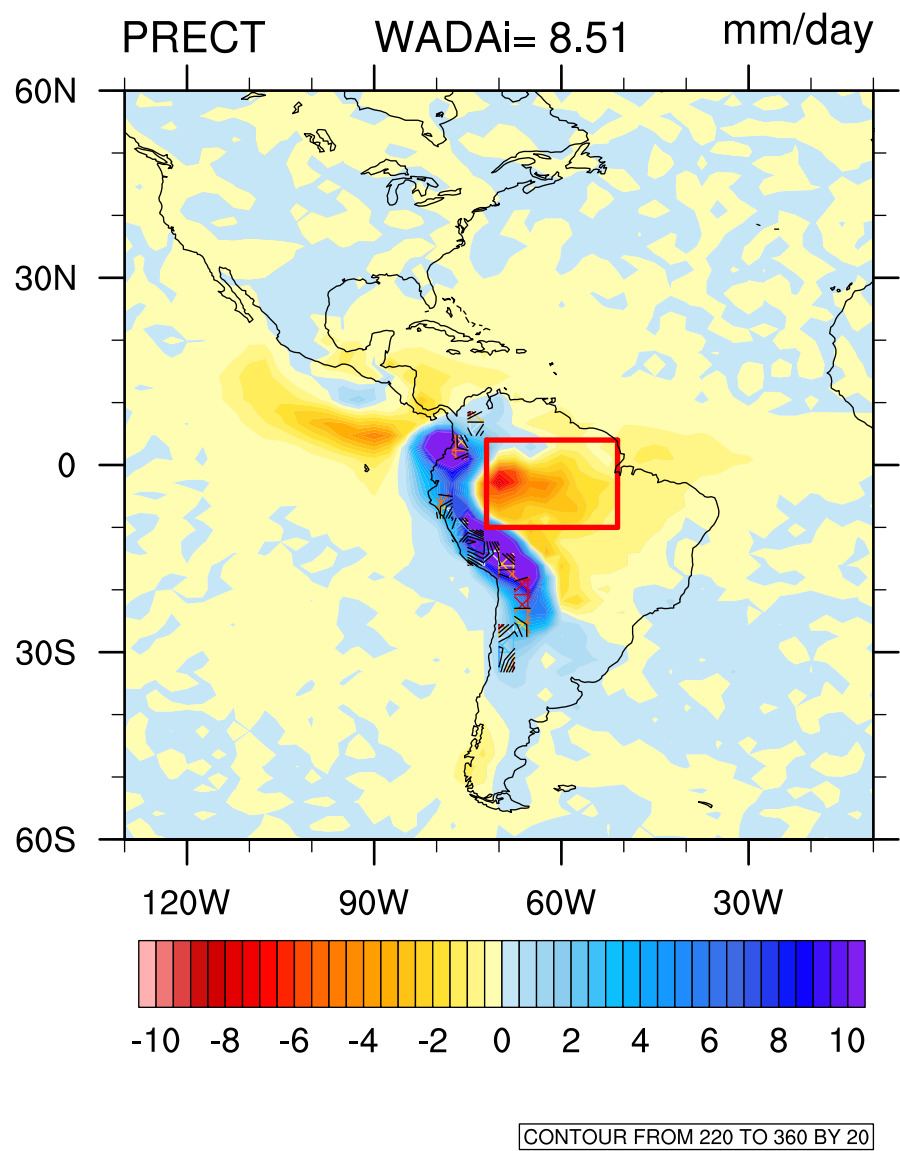 PRECT WADAi= 8.51 mm/day
60N
30N
0
30S
60S
120W 90W 60W 30W
-10 -8 -6 -4 -2 0 2 4 6 8 10
CONTOUR FROM 220 TO 360 BY 20